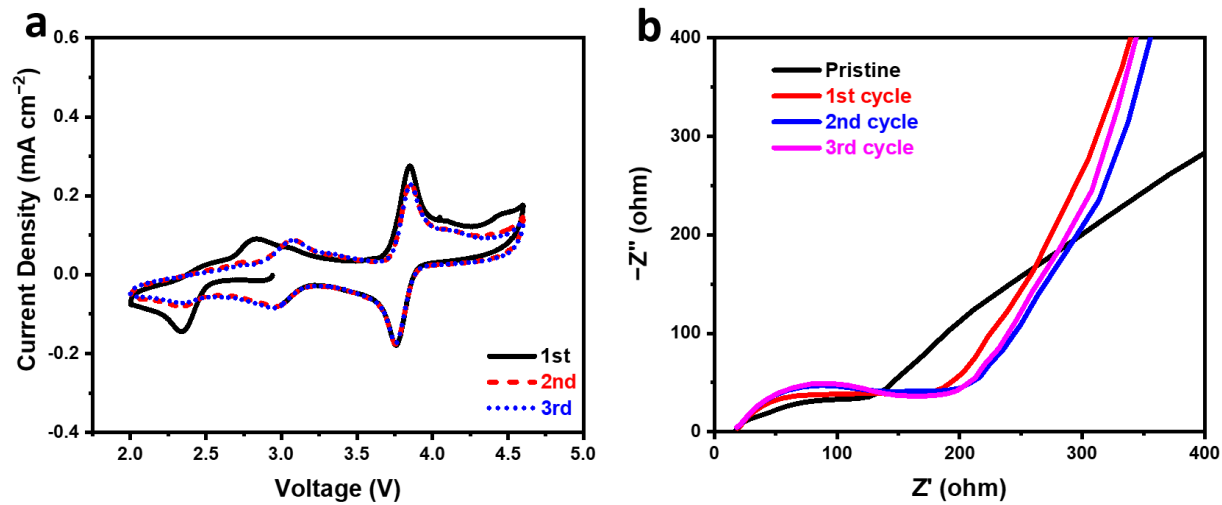 a
0.6
0.4
0.2
0.0
-0.2
-0.4
Current Density (mA cm⁻²)
1st
2nd
3rd
2.0 2.5 3.0 3.5 4.0 4.5 5.0
Voltage (V)
b
400
300
200
100
0
−Z'' (ohm)
Pristine
1st cycle
2nd cycle
3rd cycle
0 100 200 300 400
Z' (ohm)